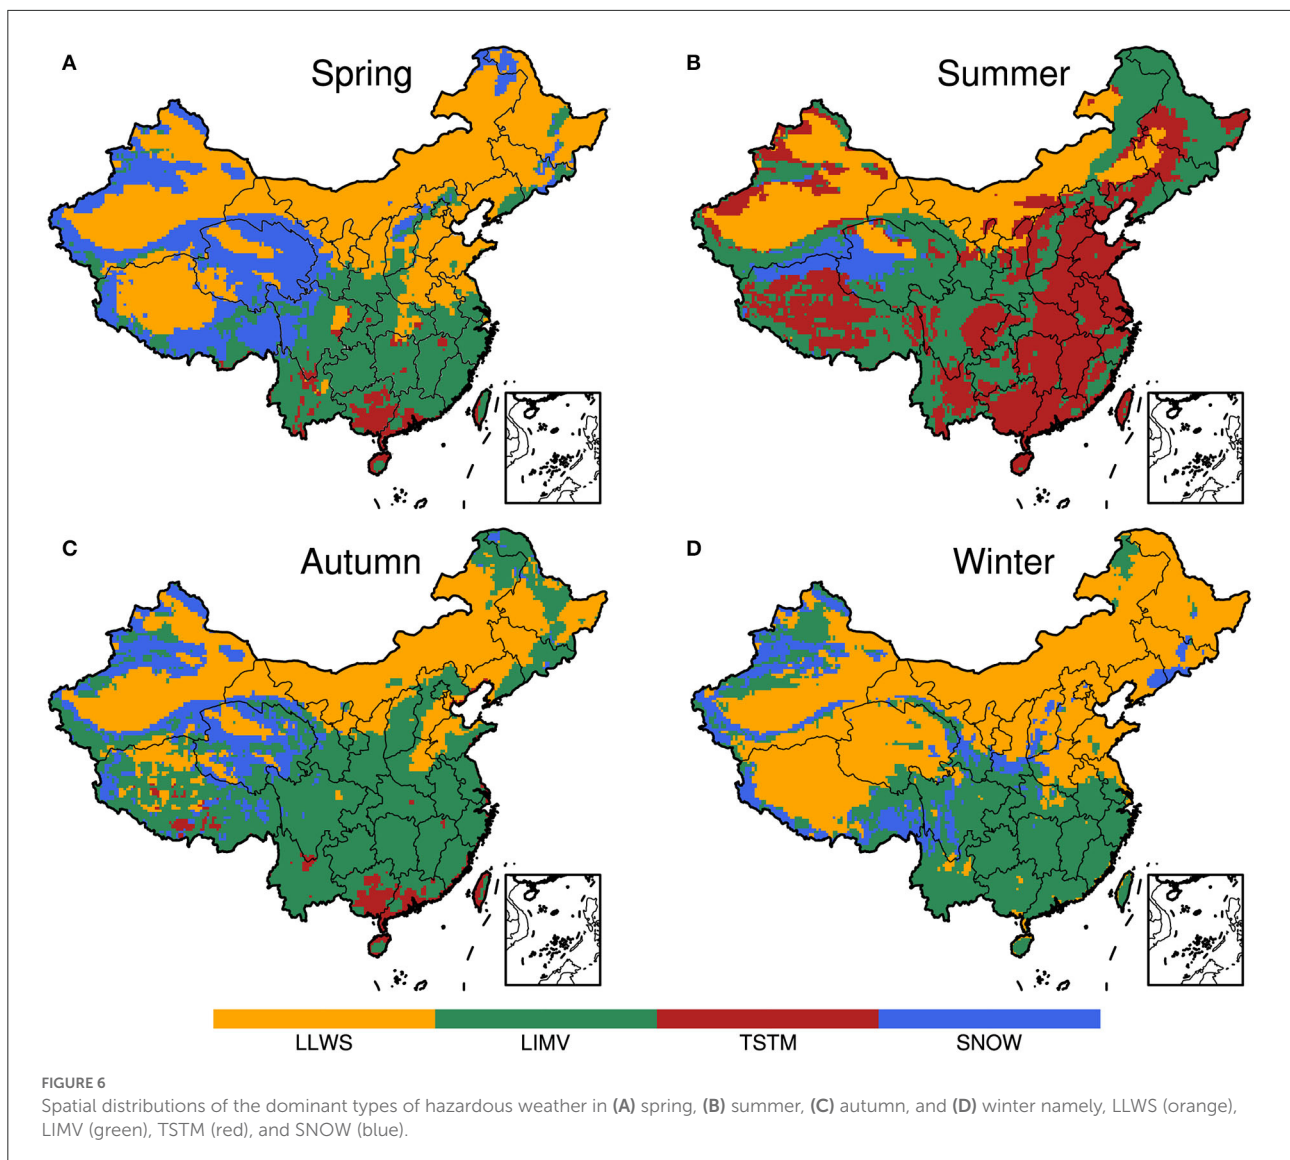 A
Spring
B
Summer
C
Autumn
D
Winter
LLWS
LIMV
TSTM
SNOW
FIGURE 6
Spatial distributions of the dominant types of hazardous weather in (A) spring, (B) summer, (C) autumn, and (D) winter namely, LLWS (orange),
LIMV (green), TSTM (red), and SNOW (blue).